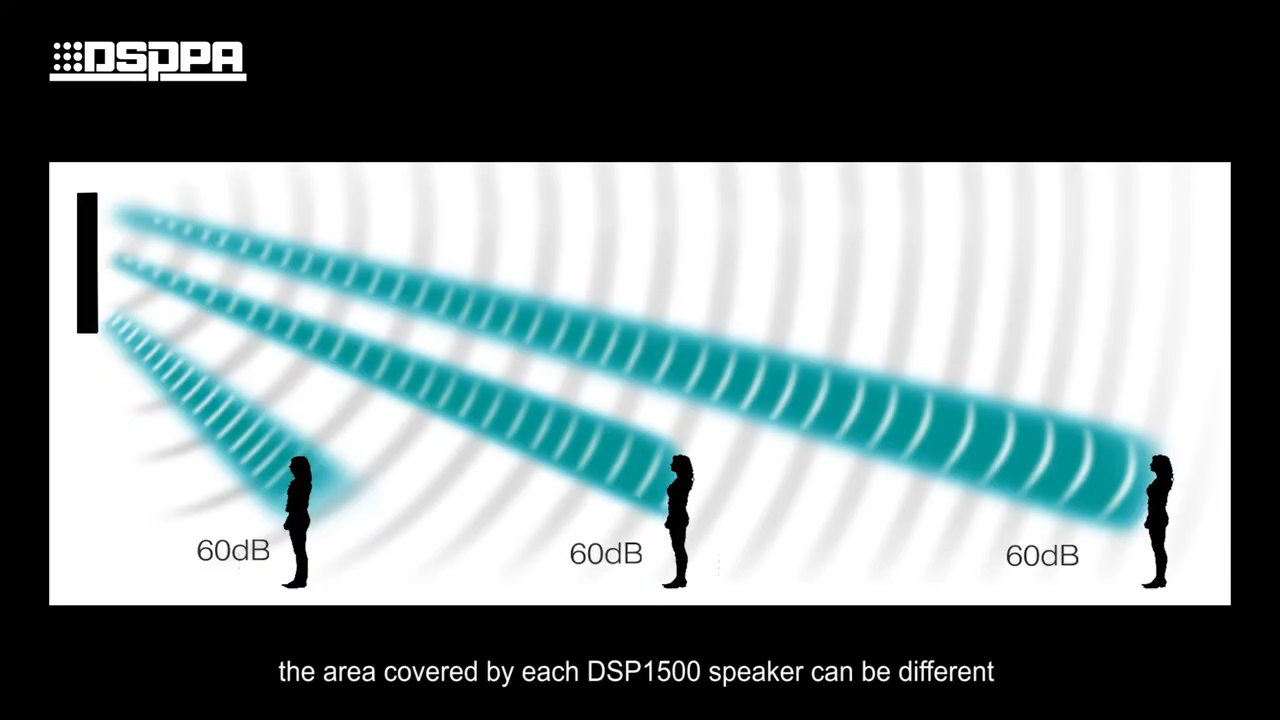 DSPPA
60dB
60dB
60dB
the area covered by each DSP1500 speaker can be different